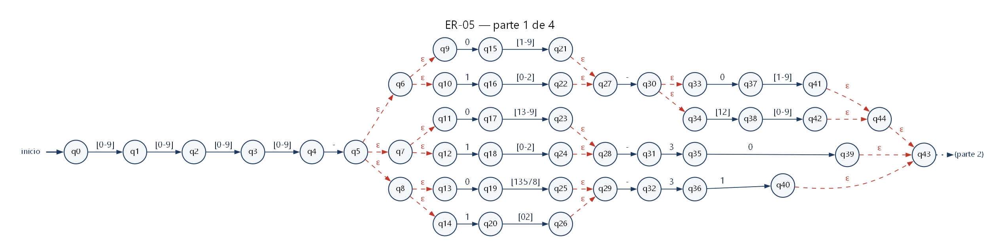 ER-05 — parte 1 de 4
q9 0 q15 [1-9] q21
ε ε
q6 ε q10 1 q16 [0-2] q22 ε q27 - q30 ε q33 0 q37 [1-9] q41 ε
ε
ε q11 0 q17 [13-9] q23 q34 [12] q38 [0-9] q42 ε q44
ε ε ε
início q0 [0-9] q1 [0-9] q2 [0-9] q3 [0-9] q4 - q5 ε q7 ε q12 1 q18 [0-2] q24 ε q28 - q31 3 q35 0 q39 ε q43 (parte 2)
ε
q8 ε q13 0 q19 [13578] q25 ε q29 - q32 3 q36 1 q40 ε
ε ε
q14 1 q20 [02] q26